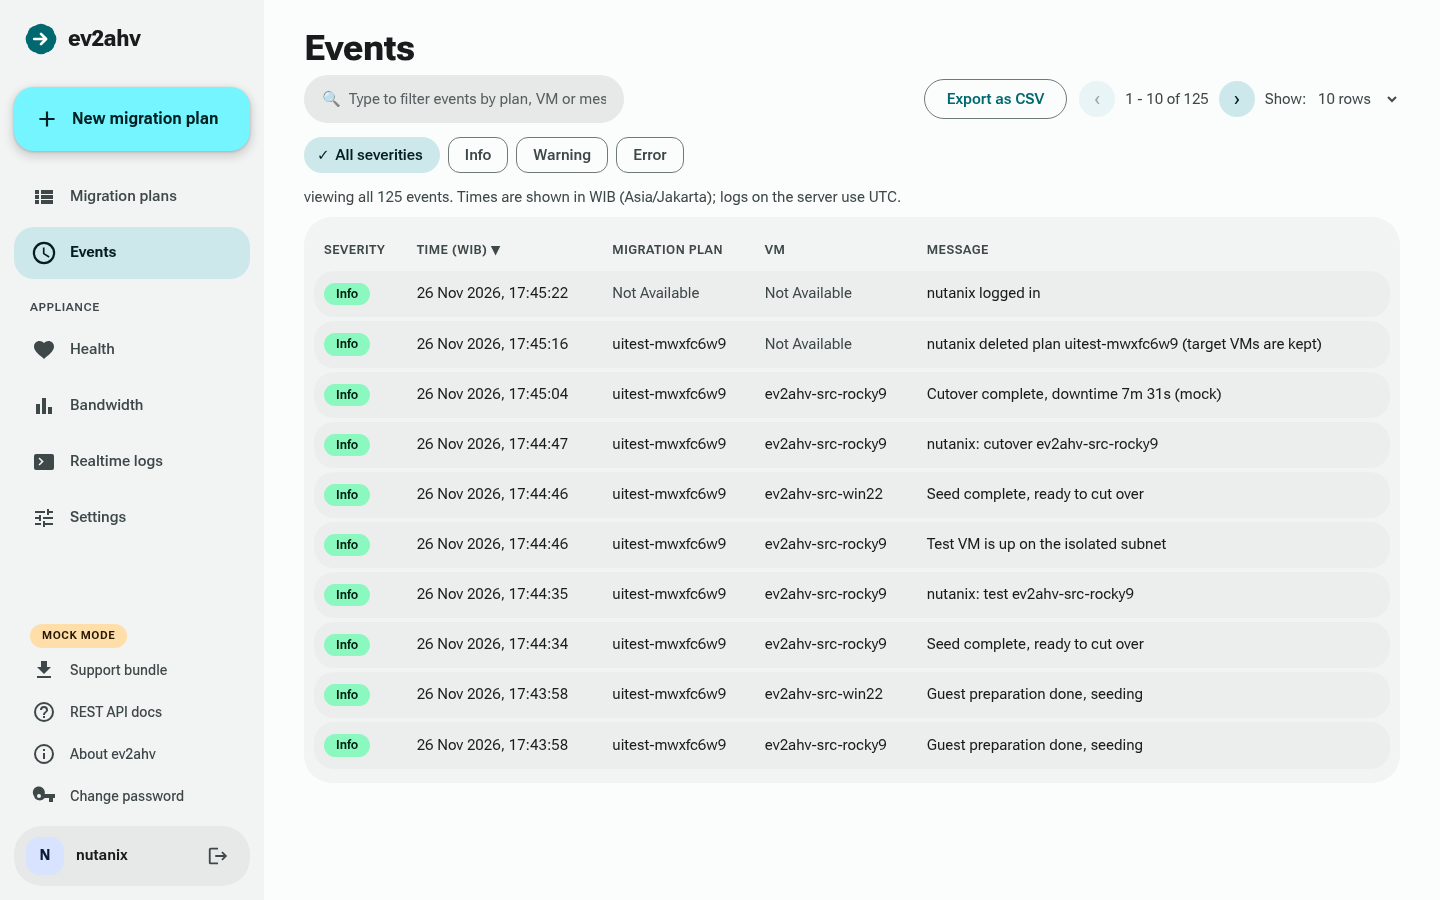 ev2ahv
New migration plan
Migration plans
Events
APPLIANCE
Health
Bandwidth
Realtime logs
Settings
MOCK MODE
Support bundle
REST API docs
About ev2ahv
Change password
N nutanix
Events
Type to filter events by plan, VM or mes
Export as CSV ‹ 1 - 10 of 125 › Show: 10 rows
✓ All severities Info Warning Error
viewing all 125 events. Times are shown in WIB (Asia/Jakarta); logs on the server use UTC.
SEVERITY TIME (WIB) ▼ MIGRATION PLAN VM MESSAGE
Info 26 Nov 2026, 17:45:22 Not Available Not Available nutanix logged in
Info 26 Nov 2026, 17:45:16 uitest-mwxfc6w9 Not Available nutanix deleted plan uitest-mwxfc6w9 (target VMs are kept)
Info 26 Nov 2026, 17:45:04 uitest-mwxfc6w9 ev2ahv-src-rocky9 Cutover complete, downtime 7m 31s (mock)
Info 26 Nov 2026, 17:44:47 uitest-mwxfc6w9 ev2ahv-src-rocky9 nutanix: cutover ev2ahv-src-rocky9
Info 26 Nov 2026, 17:44:46 uitest-mwxfc6w9 ev2ahv-src-win22 Seed complete, ready to cut over
Info 26 Nov 2026, 17:44:46 uitest-mwxfc6w9 ev2ahv-src-rocky9 Test VM is up on the isolated subnet
Info 26 Nov 2026, 17:44:35 uitest-mwxfc6w9 ev2ahv-src-rocky9 nutanix: test ev2ahv-src-rocky9
Info 26 Nov 2026, 17:44:34 uitest-mwxfc6w9 ev2ahv-src-rocky9 Seed complete, ready to cut over
Info 26 Nov 2026, 17:43:58 uitest-mwxfc6w9 ev2ahv-src-win22 Guest preparation done, seeding
Info 26 Nov 2026, 17:43:58 uitest-mwxfc6w9 ev2ahv-src-rocky9 Guest preparation done, seeding